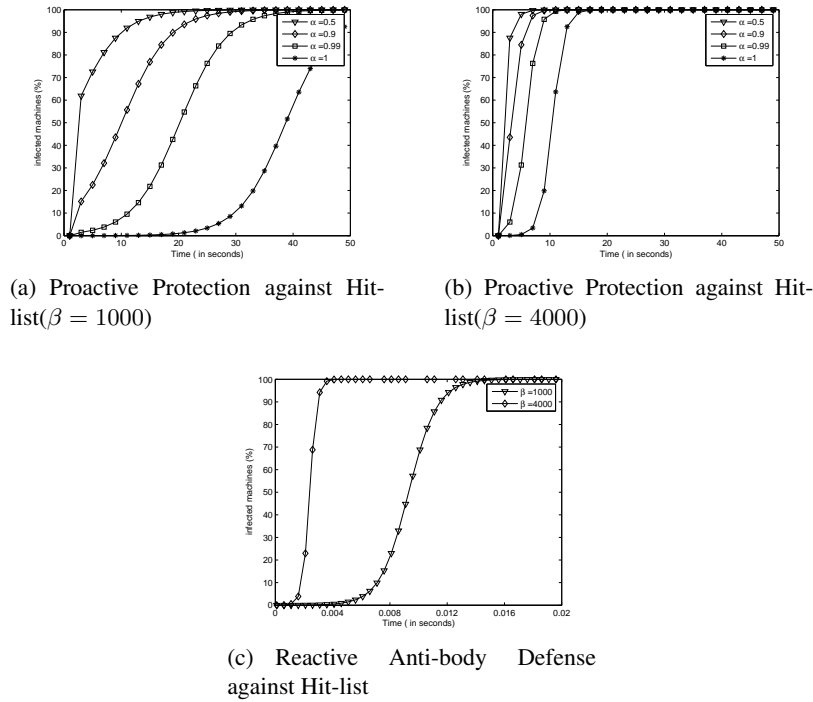 100
90
80
70
60
50
40
30
20
10
0
infected machines (%)
0 10 20 30 40 50
Time ( in seconds)
α =0.5
α =0.9
α =0.99
α =1
(a) Proactive Protection against Hit-
list(β = 1000)
100
90
80
70
60
50
40
30
20
10
0
infected machines (%)
0 10 20 30 40 50
Time ( in seconds)
α =0.5
α =0.9
α =0.99
α =1
(b) Proactive Protection against Hit-
list(β = 4000)
100
90
80
70
60
50
40
30
20
10
0
infected machines (%)
0 0.004 0.008 0.012 0.016 0.02
Time ( in seconds)
β =1000
β =4000
(c) Reactive Anti-body Defense
against Hit-list